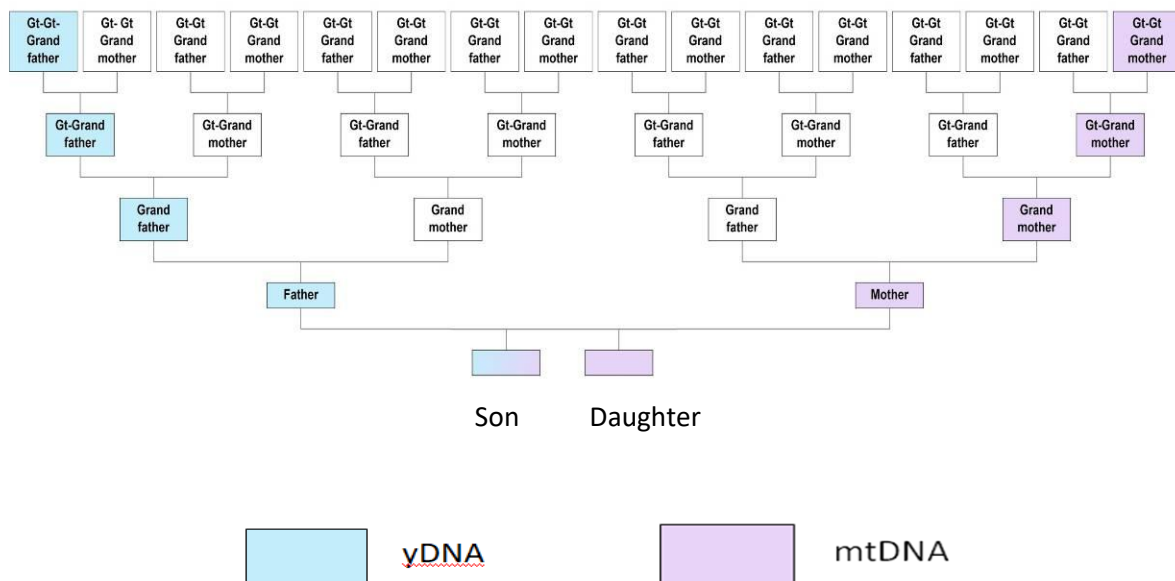 Gt-Gt-
Grand
father
Gt- Gt
Grand
mother
Gt-Gt
Grand
father
Gt-Gt
Grand
mother
Gt-Gt
Grand
father
Gt-Gt
Grand
mother
Gt-Gt
Grand
father
Gt-Gt
Grand
mother
Gt-Gt
Grand
father
Gt-Gt
Grand
mother
Gt-Gt
Grand
father
Gt-Gt
Grand
mother
Gt-Gt
Grand
father
Gt-Gt
Grand
mother
Gt-Gt
Grand
father
Gt-Gt
Grand
mother
Gt-Grand
father
Gt-Grand
mother
Gt-Grand
father
Gt-Grand
mother
Gt-Grand
father
Gt-Grand
mother
Gt-Grand
father
Gt-Grand
mother
Grand
father
Grand
mother
Grand
father
Grand
mother
Father
Mother
Son
Daughter
yDNA
mtDNA